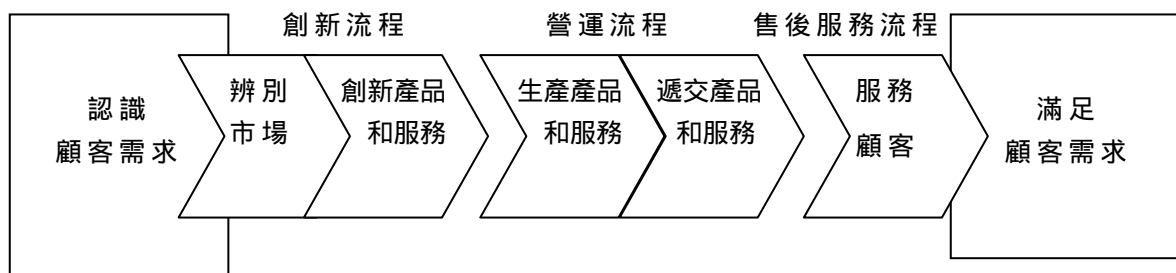 創新流程
營運流程
售後服務流程
認識
顧客需求
辨別
市場
創新產品
和服務
生產產品
和服務
遞交產品
和服務
服務
顧客
滿足
顧客需求